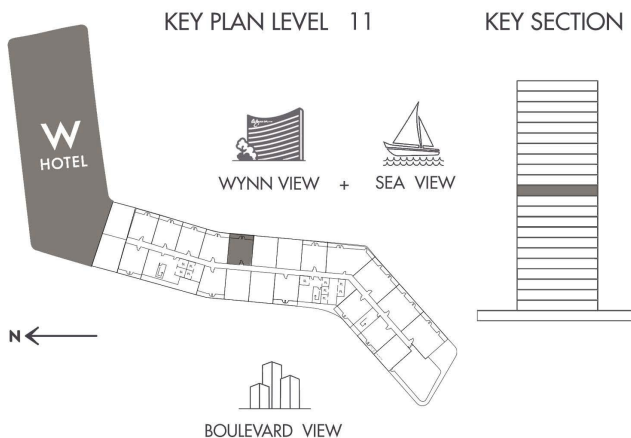 KEY PLAN LEVEL 11
KEY SECTION
W
HOTEL
WYNN VIEW + SEA VIEW
N
BOULEVARD VIEW